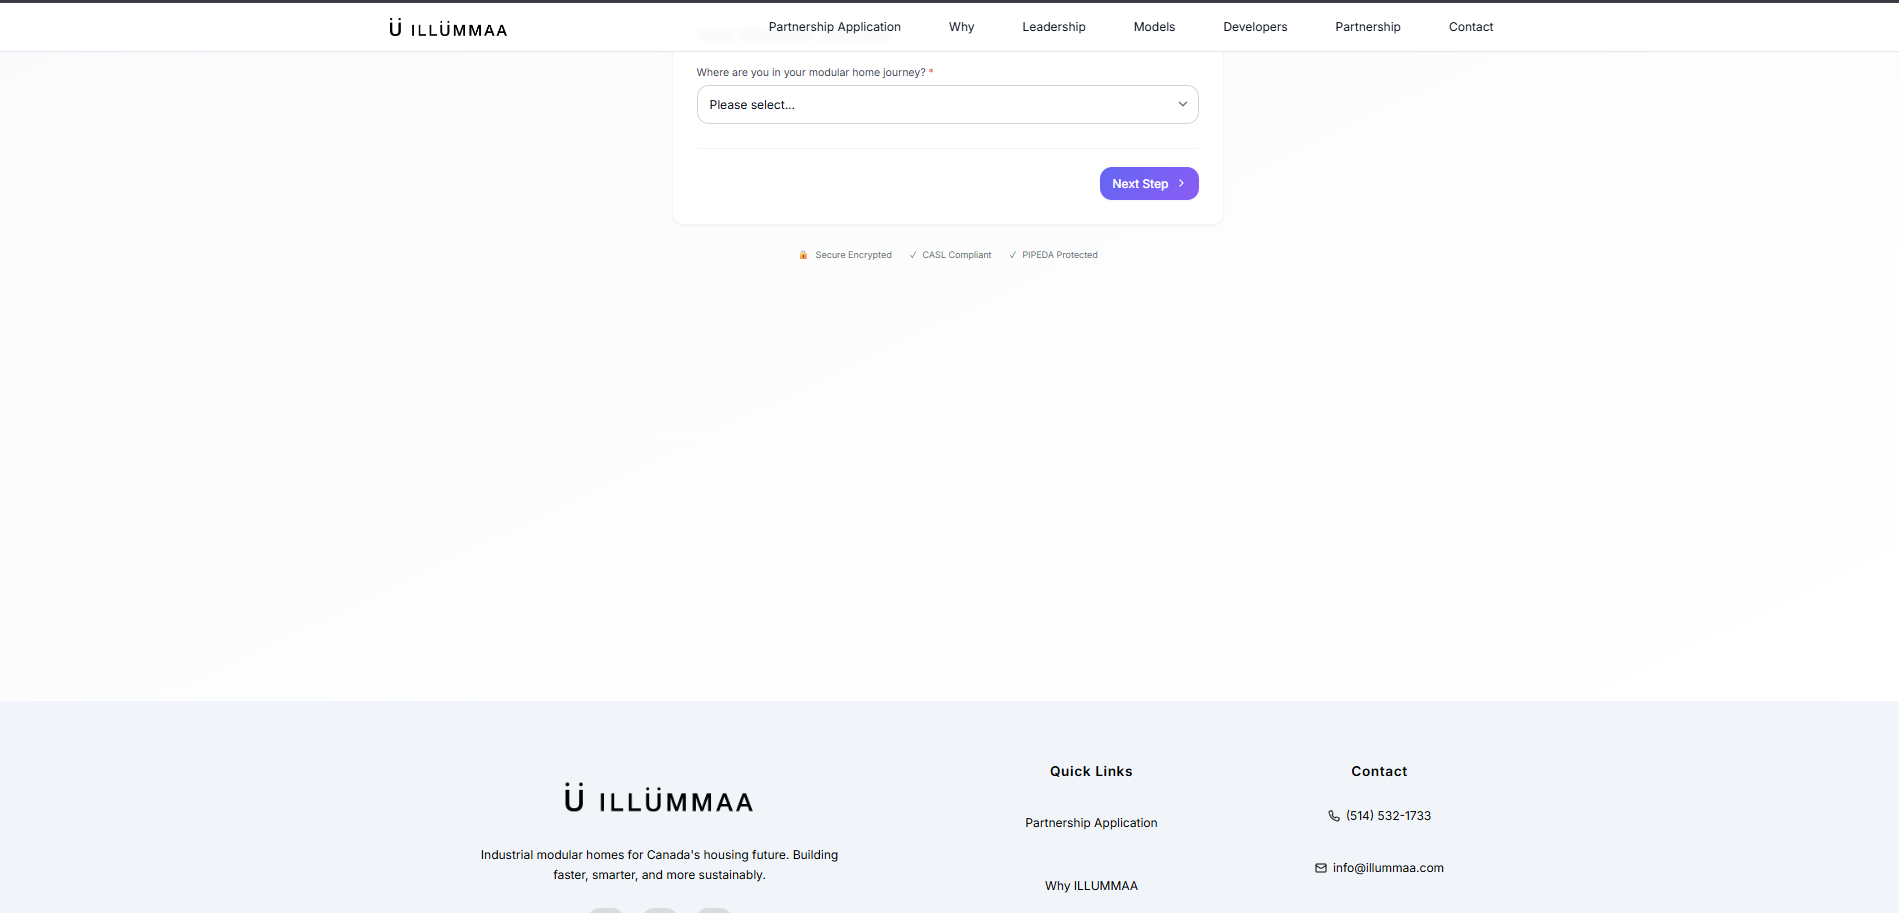 Ü ILLÜMMAA
Partnership Application Why Leadership Models Developers Partnership Contact
Where are you in your modular home journey? *
Please select...
Next Step
Secure Encrypted ✓ CASL Compliant ✓ PIPEDA Protected
Ü ILLÜMMAA
Industrial modular homes for Canada's housing future. Building
faster, smarter, and more sustainably.
Quick Links
Partnership Application
Why ILLUMMAA
Contact
(514) 532-1733
info@illummaa.com